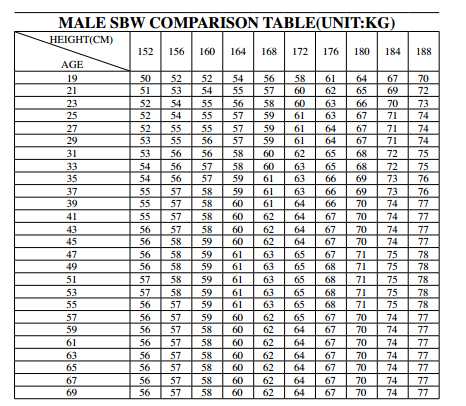 MALE SBW COMPARISON TABLE(UNIT:KG)
HEIGHT(CM) 152 156 160 164 168 172 176 180 184 188
AGE
19 50 52 52 54 56 58 61 64 67 70
21 51 53 54 55 57 60 62 65 69 72
23 52 54 55 56 58 60 63 66 70 73
25 52 54 55 57 59 61 63 67 71 74
27 52 55 55 57 59 61 64 67 71 74
29 53 55 56 57 59 61 64 67 71 74
31 53 56 56 58 60 62 65 68 72 75
33 54 56 57 58 60 63 65 68 72 75
35 54 56 57 59 61 63 66 69 73 76
37 55 57 58 59 61 63 66 69 73 76
39 55 57 58 60 61 64 66 70 74 77
41 55 57 58 60 62 64 67 70 74 77
43 56 57 58 60 62 64 67 70 74 77
45 56 58 59 60 62 64 67 70 74 77
47 56 58 59 61 63 65 67 71 75 78
49 56 58 59 61 63 65 68 71 75 78
51 57 58 59 61 63 65 68 71 75 78
53 57 58 59 61 63 65 68 71 75 78
55 56 57 59 61 63 65 68 71 75 78
57 56 57 59 60 62 65 67 70 74 77
59 56 57 58 60 62 64 67 70 74 77
61 56 57 58 60 62 64 67 70 74 77
63 56 57 58 60 62 64 67 70 74 77
65 56 57 58 60 62 64 67 70 74 77
67 56 57 58 60 62 64 67 70 74 77
69 56 57 58 60 62 64 67 70 74 77